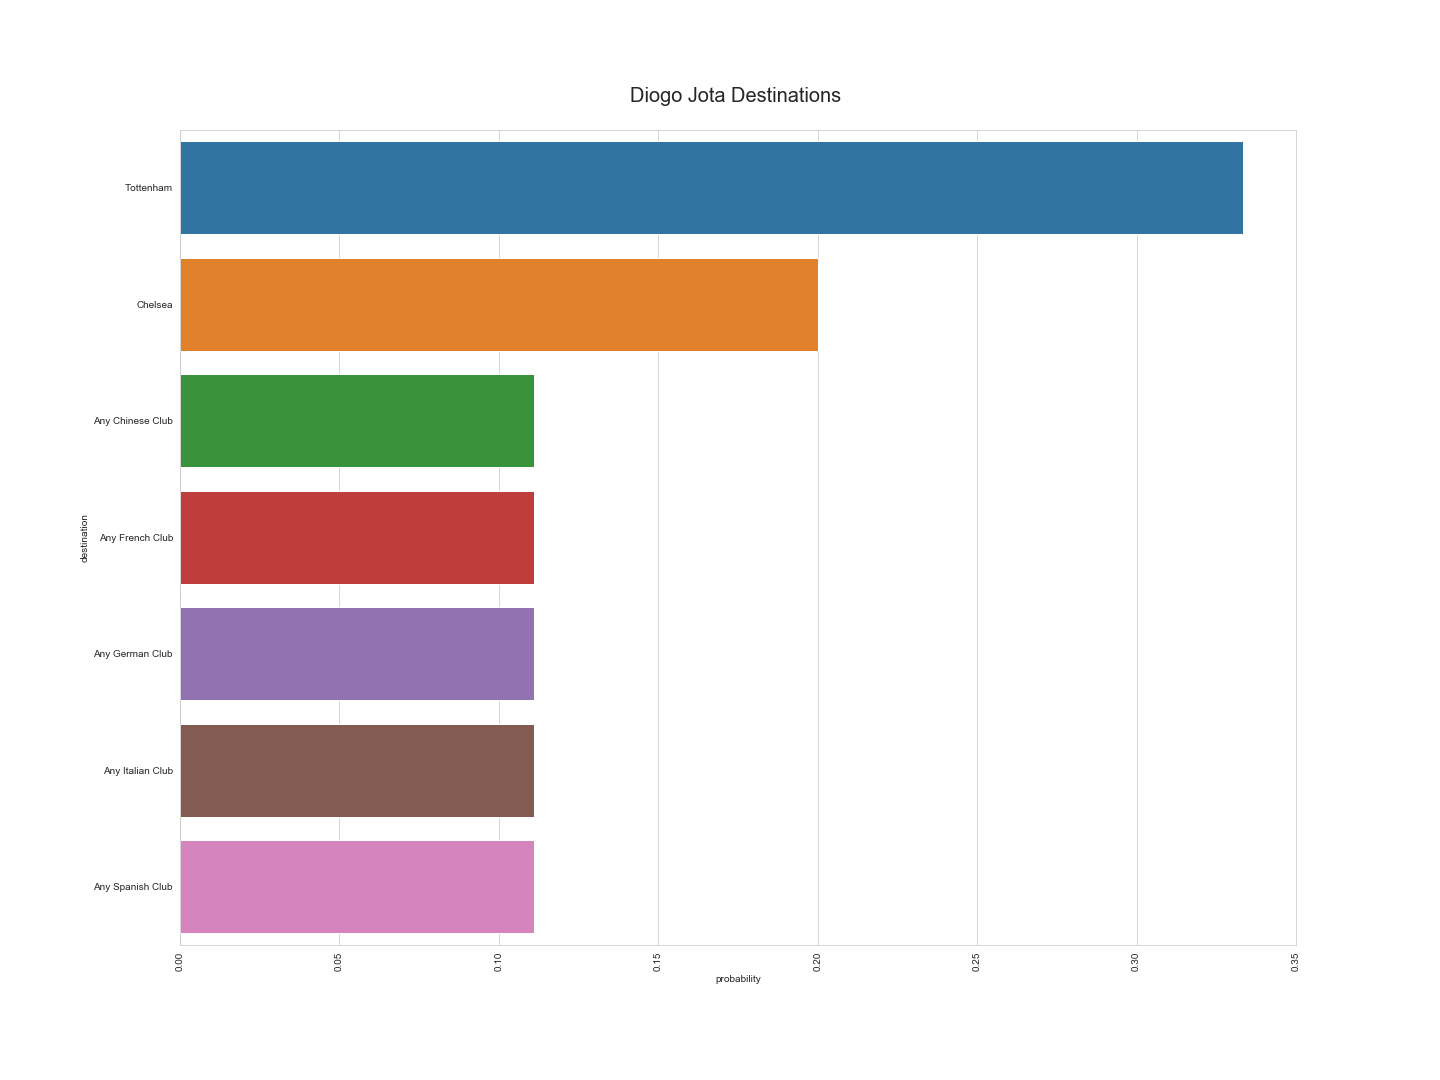 Diogo Jota Destinations
Tottenham
Chelsea
Any Chinese Club
Any French Club
Any German Club
Any Italian Club
Any Spanish Club
destination
0.00
0.05
0.10
0.15
0.20
0.25
0.30
0.35
probability